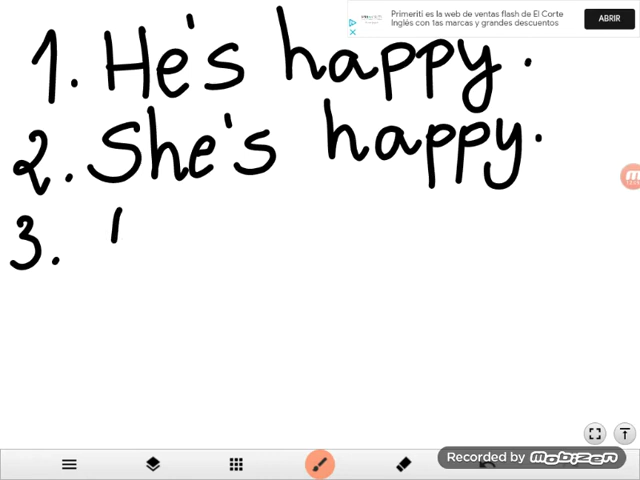 Primeriti es la web de ventas flash de El Corte
Inglés con 1as marcas y grandes descuentos
ABRIR
1. He's happy.
2. She's happy.
3.
Recorded by mobizen